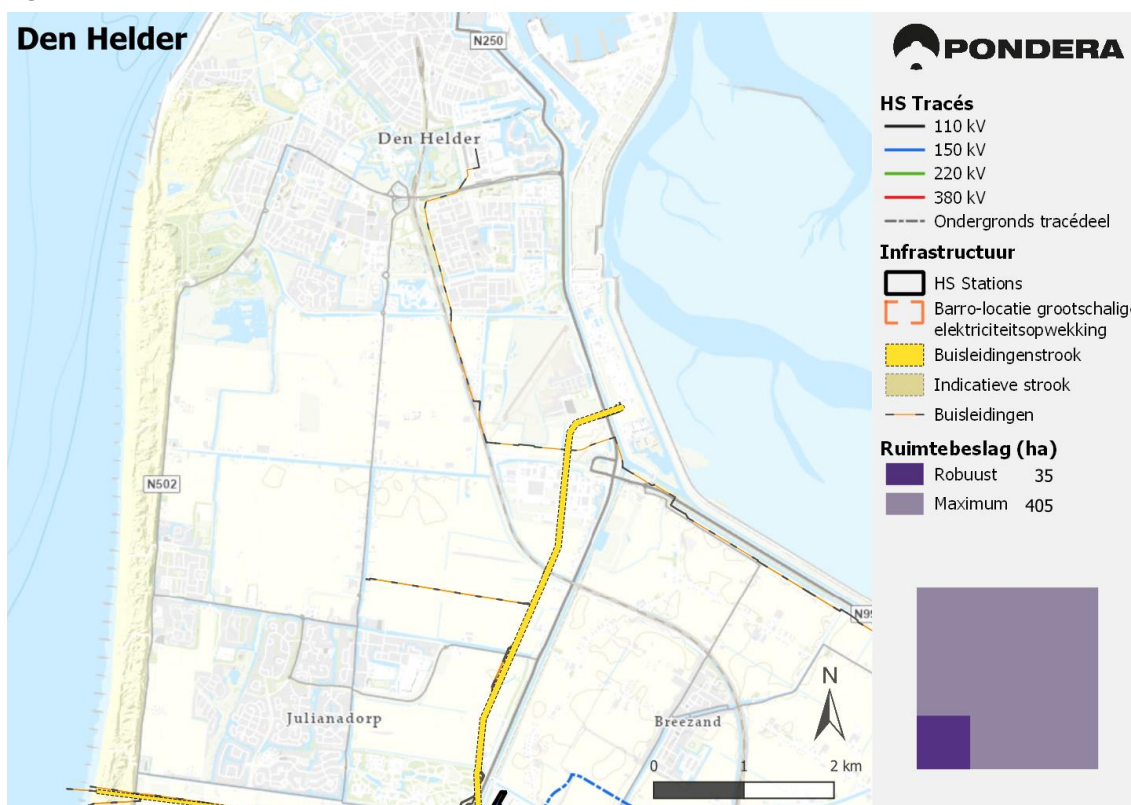 Den Helder
N250
Den Helder
N502
Julianadorp
Breezand
N99
N
0 1 2 km
PONDERA
HS Tracés
110 kV
150 kV
220 kV
380 kV
Ondergronds tracédeel
Infrastructuur
HS Stations
Barro-locatie grootschalig
elektriciteitsopwekking
Buisleidingenstrook
Indicatieve strook
Buisleidingen
Ruimtebeslag (ha)
Robuust 35
Maximum 405